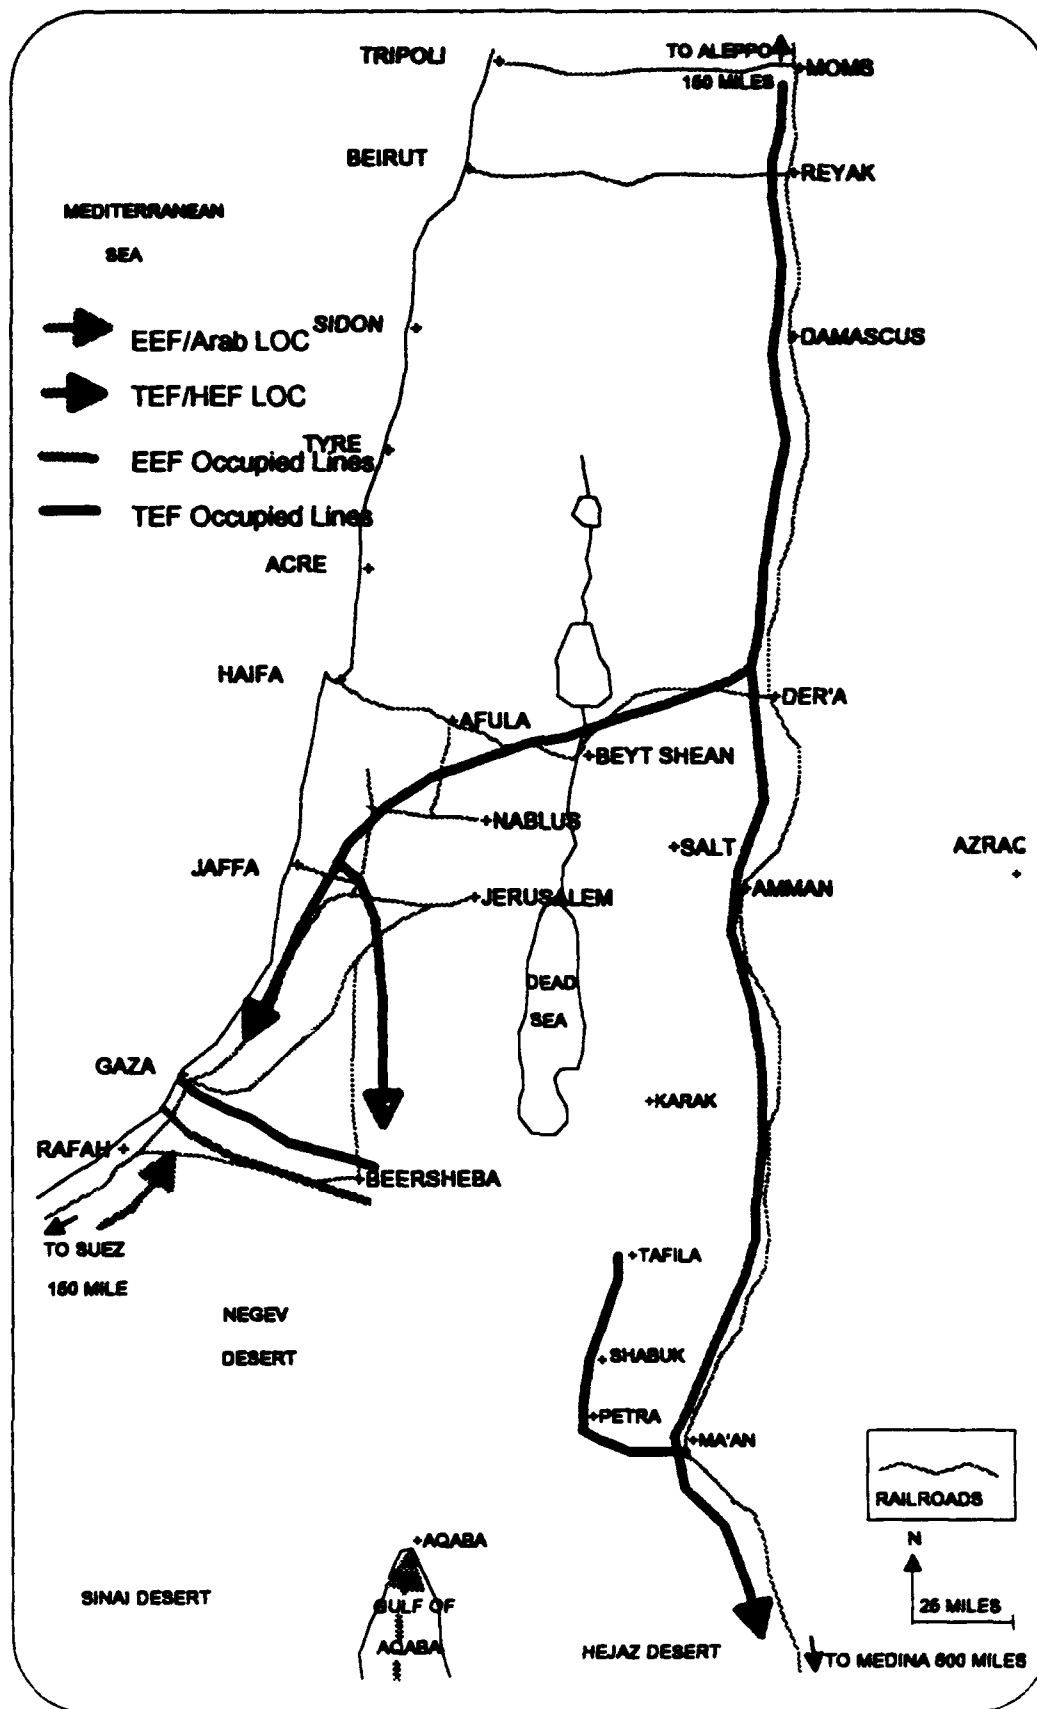 TRIPOLI
TO ALEPPO
150 MILES
MOMS
BEIRUT
REYAK
MEDITERRANEAN
SEA
SIDON
DAMASCUS
EEF/Arab LOC
TEF/HEF LOC
TYRE
EEF Occupied Lines
TEF Occupied Lines
ACRE
HAIFA
DER'A
AFULA
BEYT SHEAN
NABLUS
SALT
AZRAC
JAFFA
AMMAN
JERUSALEM
DEAD
SEA
GAZA
KARAK
RAFAH
BEERSHEBA
TO SUEZ
150 MILE
TAFILA
NEGEV
DESERT
SHABUK
PETRA
MA'AN
RAILROADS
N
AQABA
SINAI DESERT
GULF OF
AQABA
25 MILES
HEJAZ DESERT
TO MEDINA 600 MILES